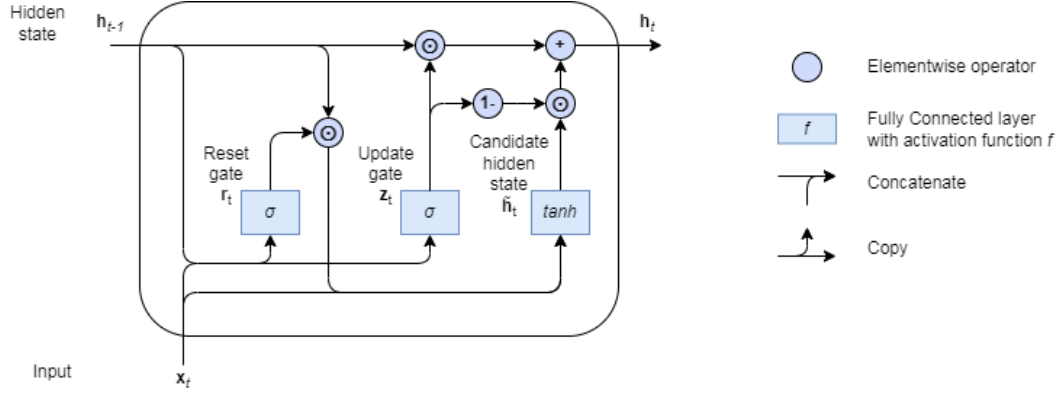 Hidden
state
h_{t-1}
h_t
⊙
+
1-
⊙
⊙
Reset
gate
r_t
σ
Update
gate
z_t
σ
Candidate
hidden
state
h̃_t
tanh
Input
x_t
Elementwise operator
f
Fully Connected layer
with activation function f
Concatenate
Copy